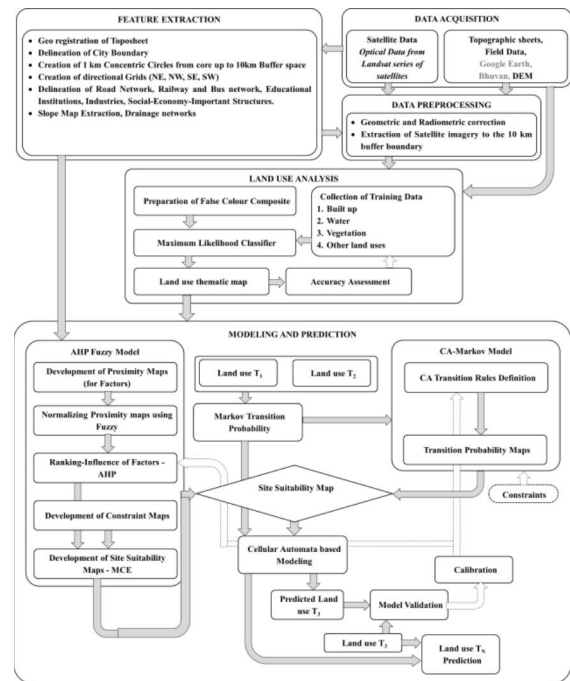 FEATURE EXTRACTION
Geo registration of Toposheet
Delineation of City Boundary
Creation of 1 km Concentric Circles from core up to 10km Buffer space
Creation of directional Grids (NE, NW, SE, SW)
Delineation of Road Network, Railway and Bus network, Educational
Institutions, Industries, Social-Economy-Important Structures.
Slope Map Extraction, Drainage networks
DATA ACQUISITION
Satellite Data
Optical Data from
Landsat series of
satellites
Topographic sheets,
Field Data,
Google Earth,
Bhuvan, DEM
DATA PREPROCESSING
Geometric and Radiometric correction
Extraction of Satellite imagery to the 10 km
buffer boundary
LAND USE ANALYSIS
Preparation of False Colour Composite
Maximum Likelihood Classifier
Land use thematic map
Collection of Training Data
1. Built up
2. Water
3. Vegetation
4. Other land uses
Accuracy Assessment
MODELING AND PREDICTION
AHP Fuzzy Model
Development of Proximity Maps
(for Factors)
Normalizing Proximity maps using
Fuzzy
Ranking-Influence of Factors -
AHP
Development of Constraint Maps
Development of Site Suitability
Maps - MCE
Land use T1
Land use T2
Markov Transition
Probability
CA-Markov Model
CA Transition Rules Definition
Transition Probability Maps
Constraints
Site Suitability Map
Cellular Automata based
Modeling
Calibration
Predicted Land
use T3
Model Validation
Land use T3
Land use TN
Prediction